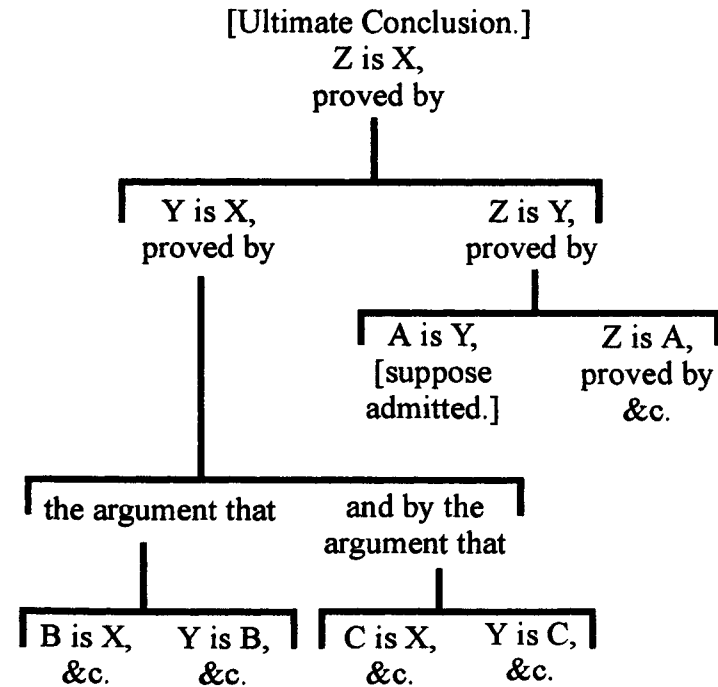 [Ultimate Conclusion.]
Z is X,
proved by
Y is X,
proved by
Z is Y,
proved by
A is Y,
[suppose
admitted.]
Z is A,
proved by
&c.
the argument that
and by the
argument that
B is X,
&c.
Y is B,
&c.
C is X,
&c.
Y is C,
&c.